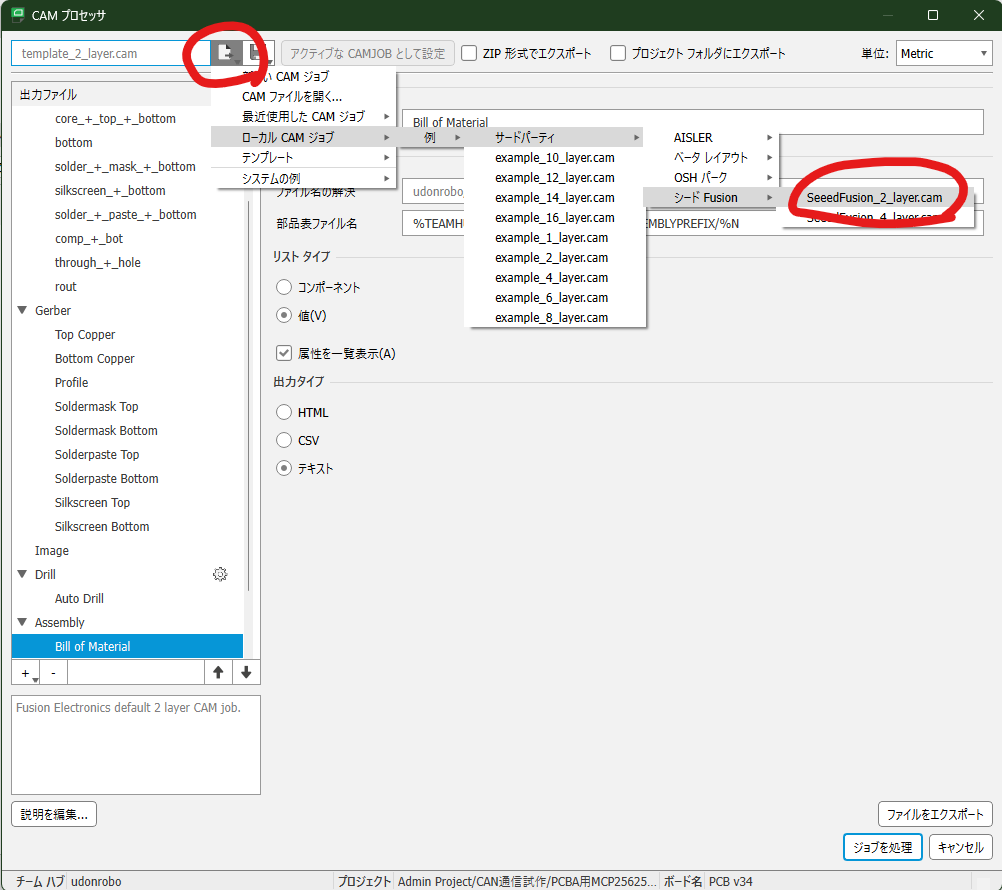 CAM プロセッサ
template_2_layer.cam
アクティブな CAMJOB として設定
ZIP 形式でエクスポート
プロジェクト フォルダにエクスポート
単位:
Metric
出力ファイル
core_+_top_+_bottom
bottom
solder_+_mask_+_bottom
silkscreen_+_bottom
solder_+_paste_+_bottom
comp_+_bot
through_+_hole
rout
Gerber
Top Copper
Bottom Copper
Profile
Soldermask Top
Soldermask Bottom
Solderpaste Top
Solderpaste Bottom
Silkscreen Top
Silkscreen Bottom
Image
Drill
Auto Drill
Assembly
Bill of Material
+
-
Fusion Electronics default 2 layer CAM job.
説明を編集...
い CAM ジョブ
CAM ファイルを開く...
最近使用した CAM ジョブ
ローカル CAM ジョブ
テンプレート
システムの例
例
サードパーティ
example_10_layer.cam
example_12_layer.cam
example_14_layer.cam
example_16_layer.cam
example_1_layer.cam
example_2_layer.cam
example_4_layer.cam
example_6_layer.cam
example_8_layer.cam
AISLER
ベータ レイアウト
OSH パーク
シード Fusion
SeeedFusion_2_layer.cam
SeeedFusion_4_layer.cam
Bill of Material
ファイル名の解決
udonrobo_
部品表ファイル名
%TEAMH
EMBLYPREFIX/%N
リスト タイプ
コンポーネント
値(V)
属性を一覧表示(A)
出力タイプ
HTML
CSV
テキスト
ファイルをエクスポート
ジョブを処理
キャンセル
チーム ハブ udonrobo
プロジェクト Admin Project/CAN通信試作/PCBA用MCP25625...
ボード名 PCB v34